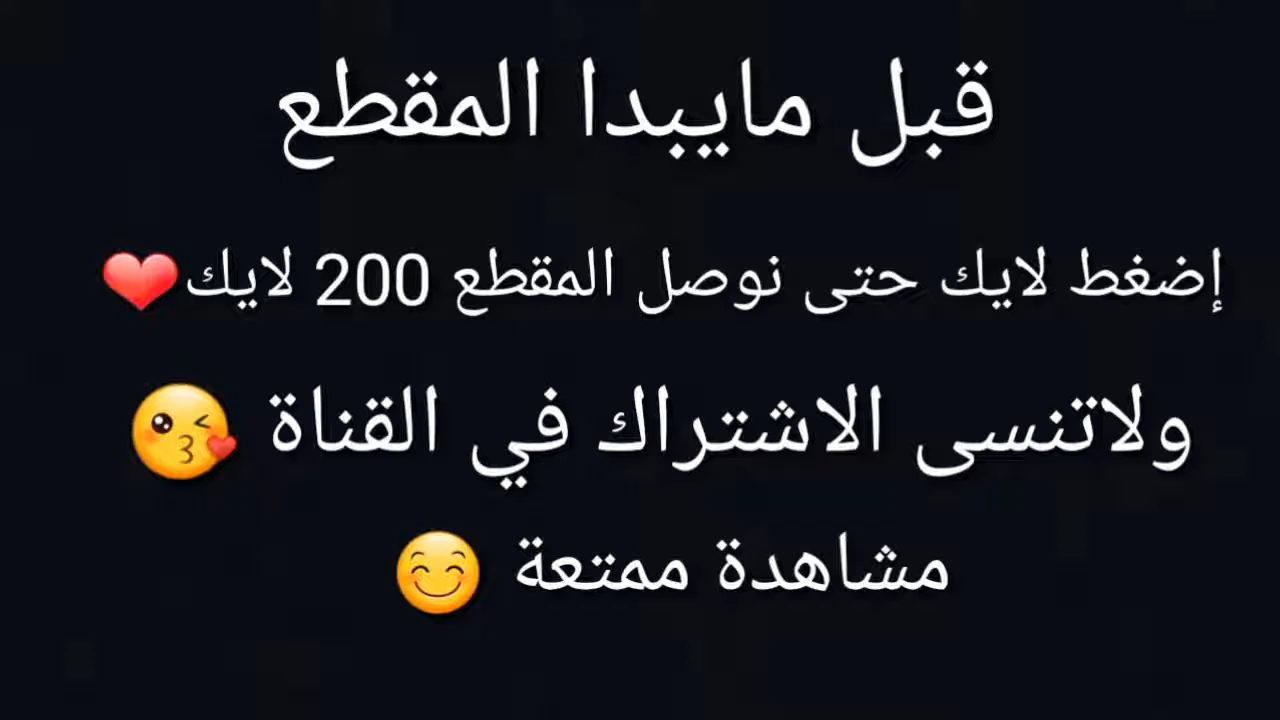 قبل مايبدا المقطع
إضغط لايك حتى نوصل المقطع 200 لايك❤️
ولاتنسى الاشتراك في القناة 😘
مشاهدة ممتعة 😊